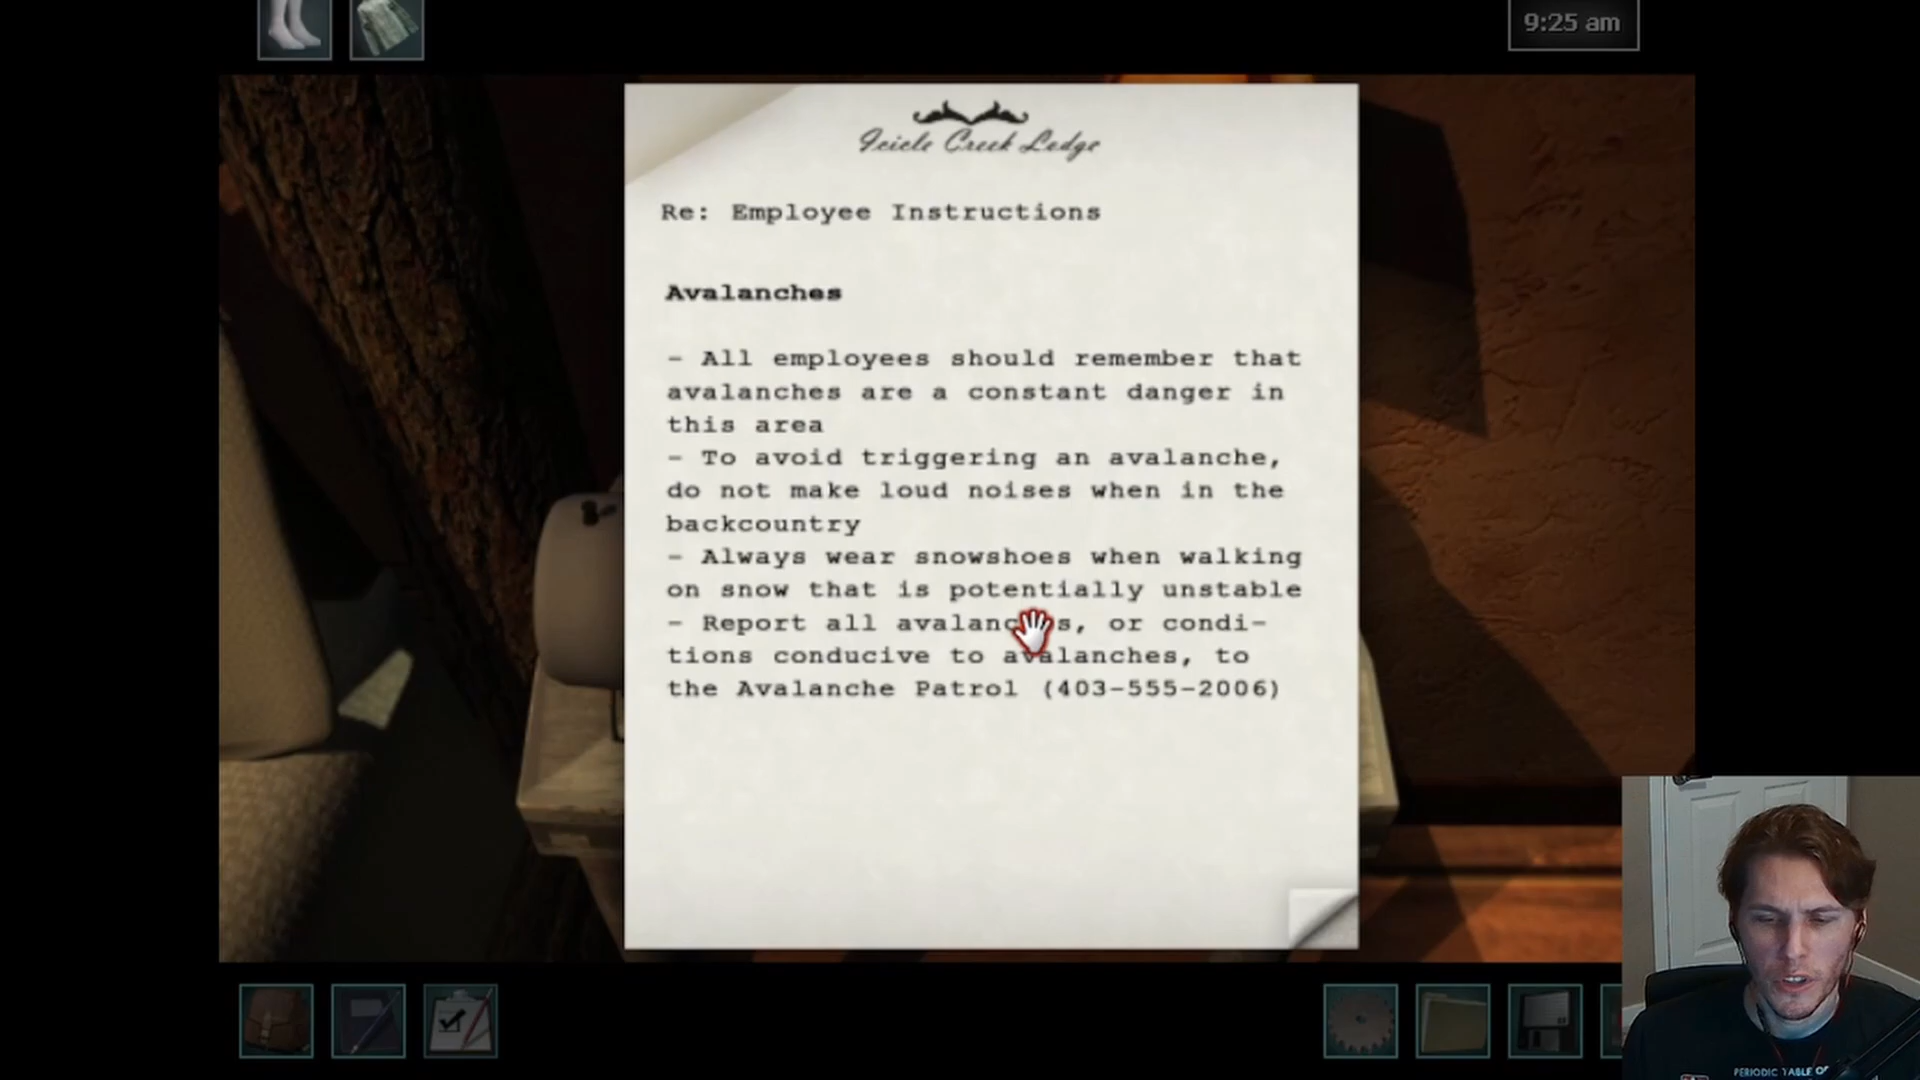 9:25 am
Icicle Creek Lodge
Re: Employee Instructions
Avalanches
- All employees should remember that
avalanches are a constant danger in
this area
- To avoid triggering an avalanche,
do not make loud noises when in the
backcountry
- Always wear snowshoes when walking
on snow that is potentially unstable
- Report all avalanches, or condi-
tions conducive to avalanches, to
the Avalanche Patrol (403-555-2006)
PERIODIC TABLE OF